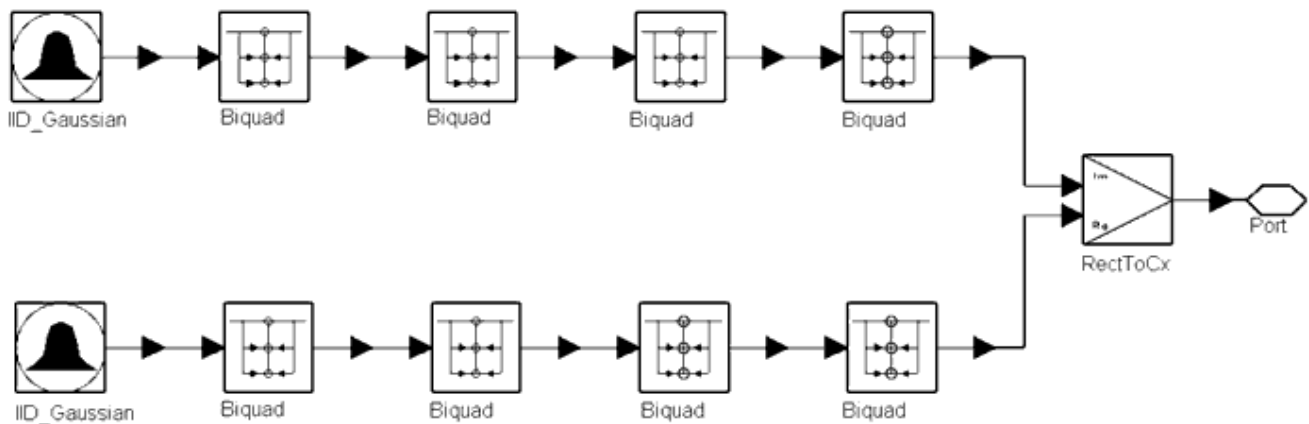 IID_Gaussian
Biquad
Biquad
Biquad
Biquad
Im
Re
RectToCx
Port
IID_Gaussian
Biquad
Biquad
Biquad
Biquad